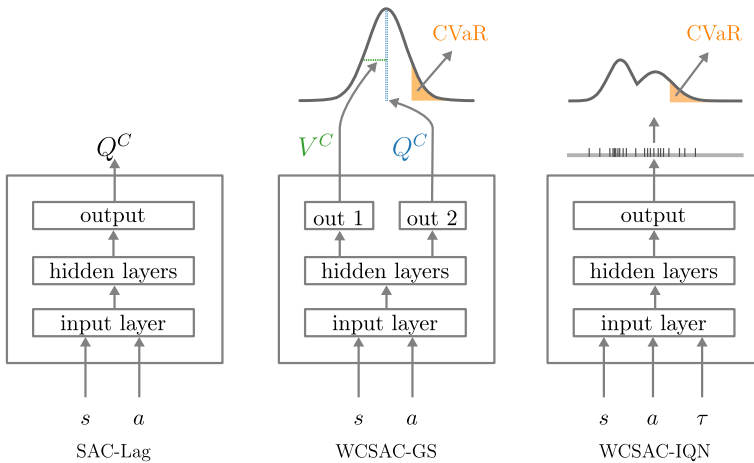 Q^C
output
hidden layers
input layer
s a
SAC-Lag
CVaR
V^C Q^C
out 1 out 2
hidden layers
input layer
s a
WCSAC-GS
CVaR
output
hidden layers
input layer
s a τ
WCSAC-IQN